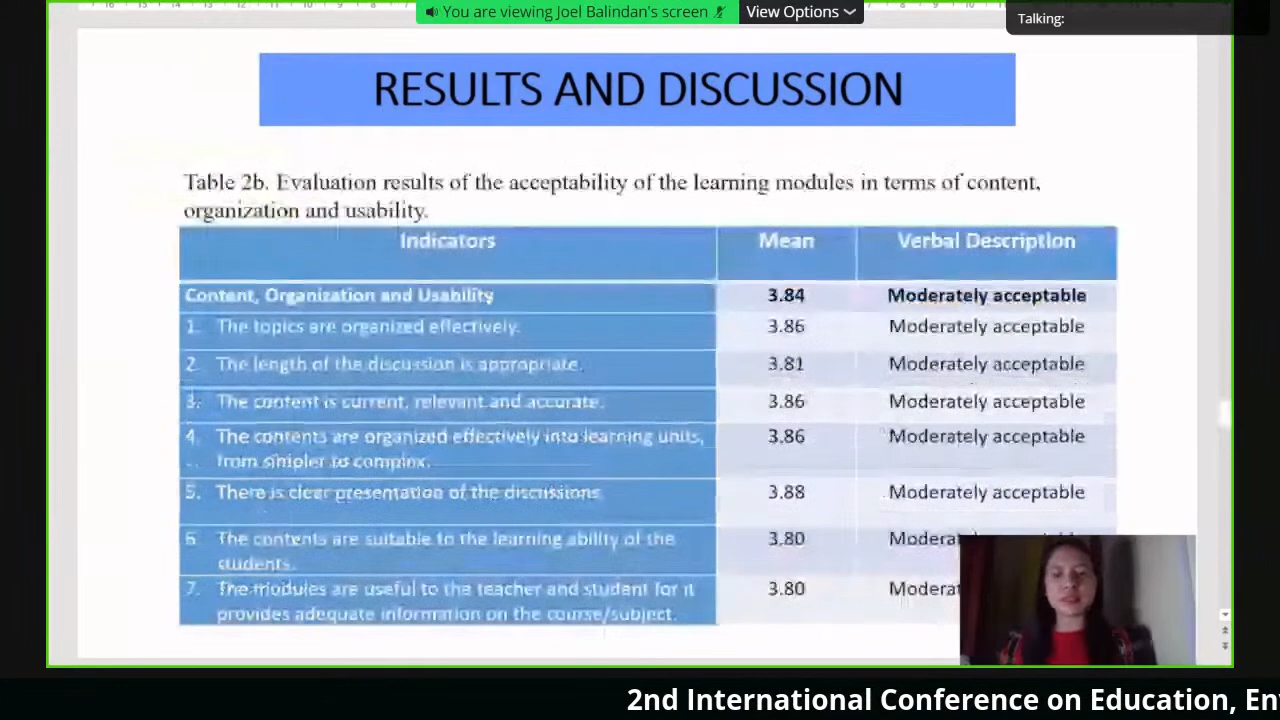 You are viewing Joel Balindan's screen
View Options
Talking:
RESULTS AND DISCUSSION
Table 2b. Evaluation results of the acceptability of the learning modules in terms of content,
organization and usability.
Indicators Mean Verbal Description
Content, Organization and Usability 3.84 Moderately acceptable
1. The topics are organized effectively. 3.86 Moderately acceptable
2. The length of the discussion is appropriate. 3.81 Moderately acceptable
3. The content is current, relevant and accurate. 3.86 Moderately acceptable
4. The contents are organized effectively into learning units, 3.86 Moderately acceptable
from simpler to complex.
5. There is clear presentation of the discussions. 3.88 Moderately acceptable
6. The contents are suitable to the learning ability of the 3.80
students.
7. The modules are useful to the teacher and student for it 3.80 Moderat
provides adequate information on the course/subject.
2nd International Conference on Education, En